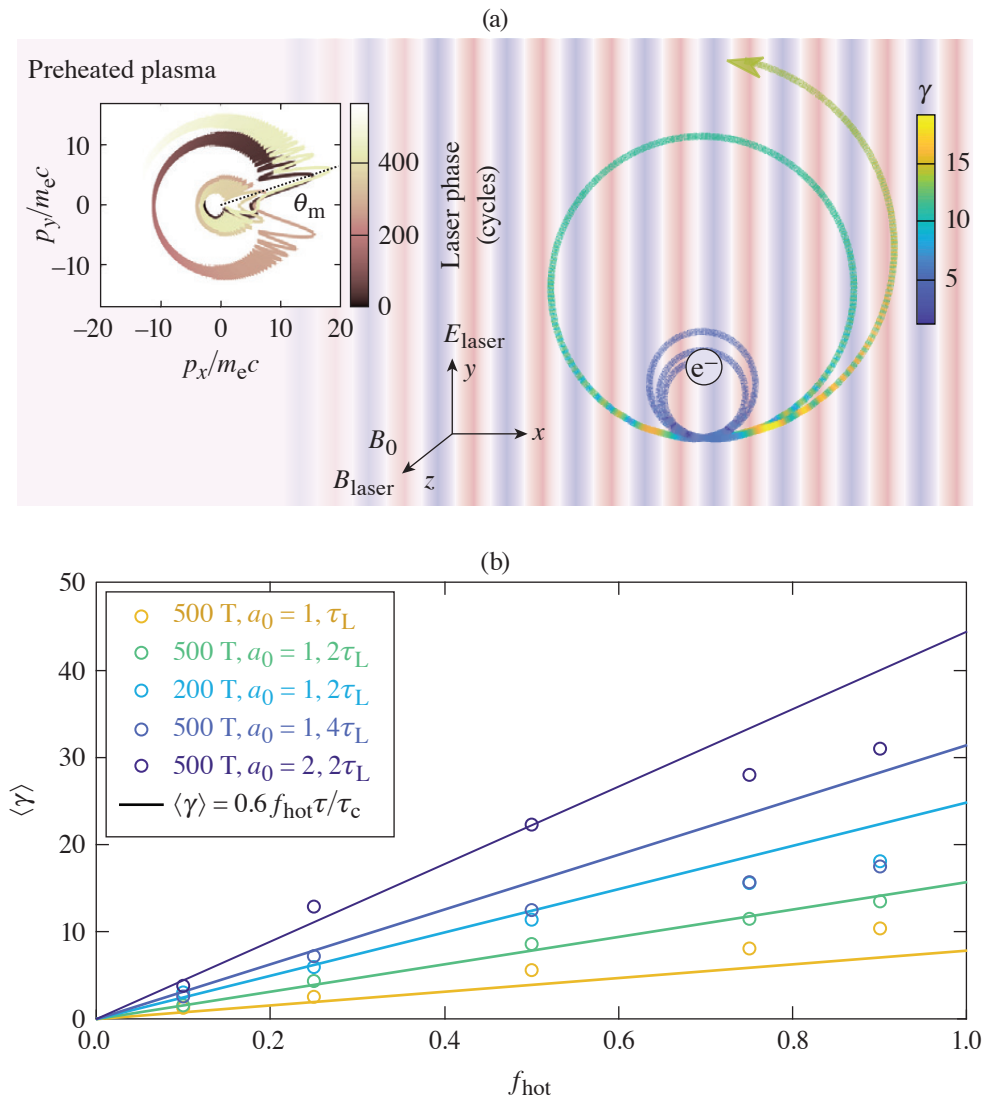 (a)
Preheated plasma
p_y/m_ec
10
0
−10
−20
−10
0
10
20
p_x/m_ec
θ_m
400
200
0
Laser phase
(cycles)
E_laser
y
x
B_0
B_laser
z
e⁻
γ
15
10
5
(b)
50
40
30
20
10
0
⟨γ⟩
500 T, a_0 = 1, τ_L
500 T, a_0 = 1, 2τ_L
200 T, a_0 = 1, 2τ_L
500 T, a_0 = 1, 4τ_L
500 T, a_0 = 2, 2τ_L
⟨γ⟩ = 0.6 f_hot τ/τ_c
0.0
0.2
0.4
0.6
0.8
1.0
f_hot